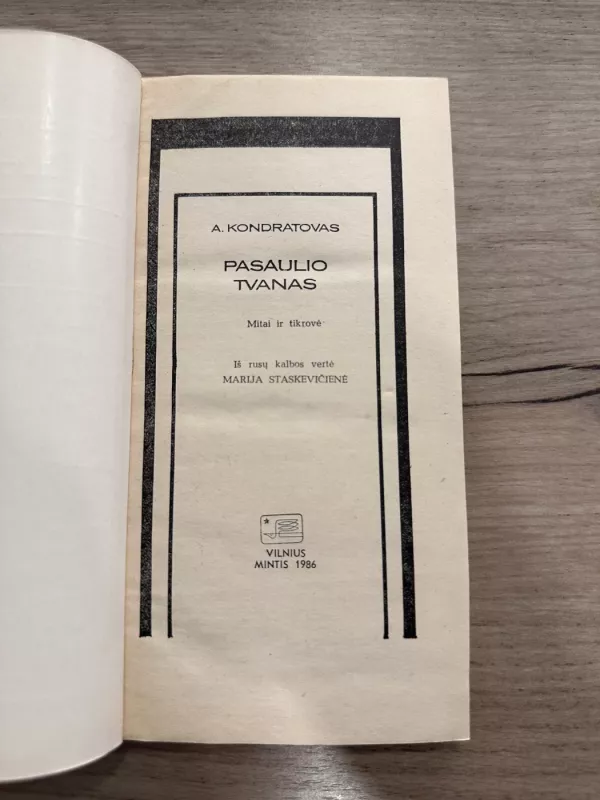 A. KONDRATOVAS
PASAULIO
TVANAS
Mitai ir tikrovė
Iš rusų kalbos vertė
MARIJA STASKEVIČIENĖ
VILNIUS
MINTIS 1986